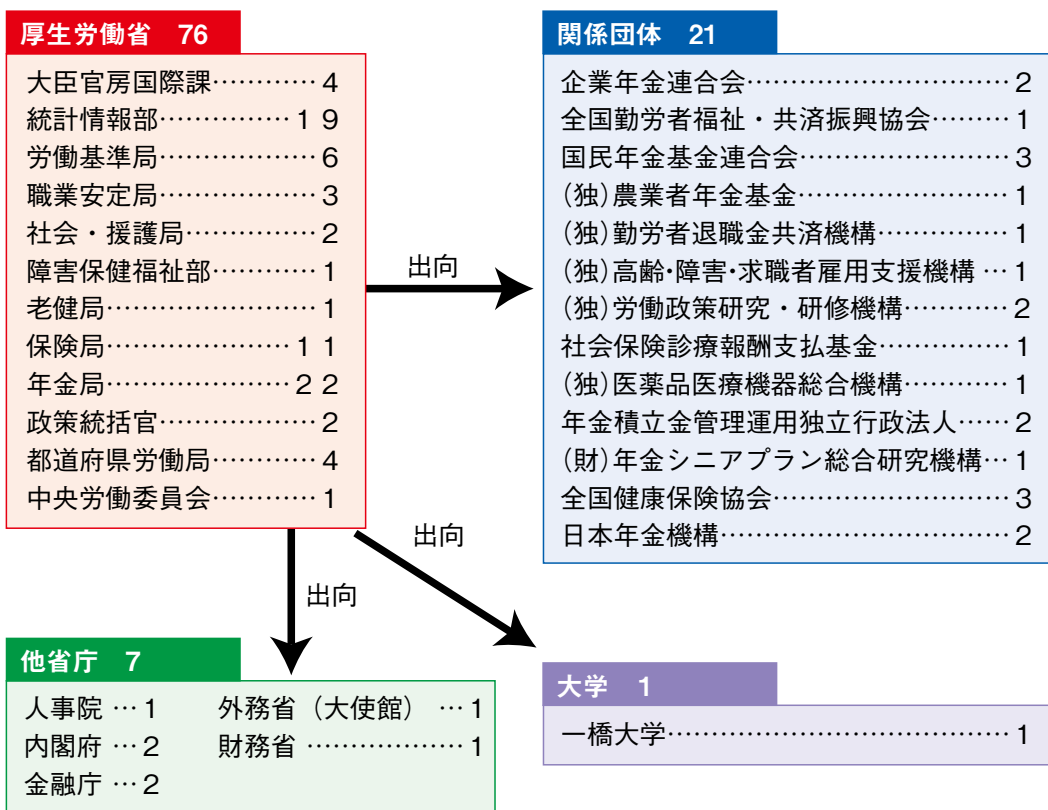 厚生労働省 76
大臣官房国際課…………4
統計情報部……………19
労働基準局………………6
職業安定局………………3
社会・援護局……………2
障害保健福祉部…………1
老健局……………………1
保険局…………………11
年金局…………………22
政策統括官………………2
都道府県労働局…………4
中央労働委員会…………1
出向
関係団体 21
企業年金連合会……………………………2
全国勤労者福祉・共済振興協会………1
国民年金基金連合会………………………3
(独)農業者年金基金………………………1
(独)勤労者退職金共済機構………………1
(独)高齢・障害・求職者雇用支援機構…1
(独)労働政策研究・研修機構…………2
社会保険診療報酬支払基金………………1
(独)医薬品医療機器総合機構……………1
年金積立金管理運用独立行政法人……2
(財)年金シニアプラン総合研究機構…1
全国健康保険協会…………………………3
日本年金機構………………………………2
出向
出向
他省庁 7
人事院…1 外務省(大使館)…1
内閣府…2 財務省………………1
金融庁…2
大学 1
一橋大学……………………………………1